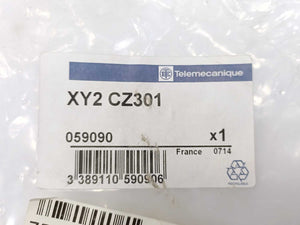 Telemecanique
XY2 CZ301
059090 x1
France 0714
3 389110 590906